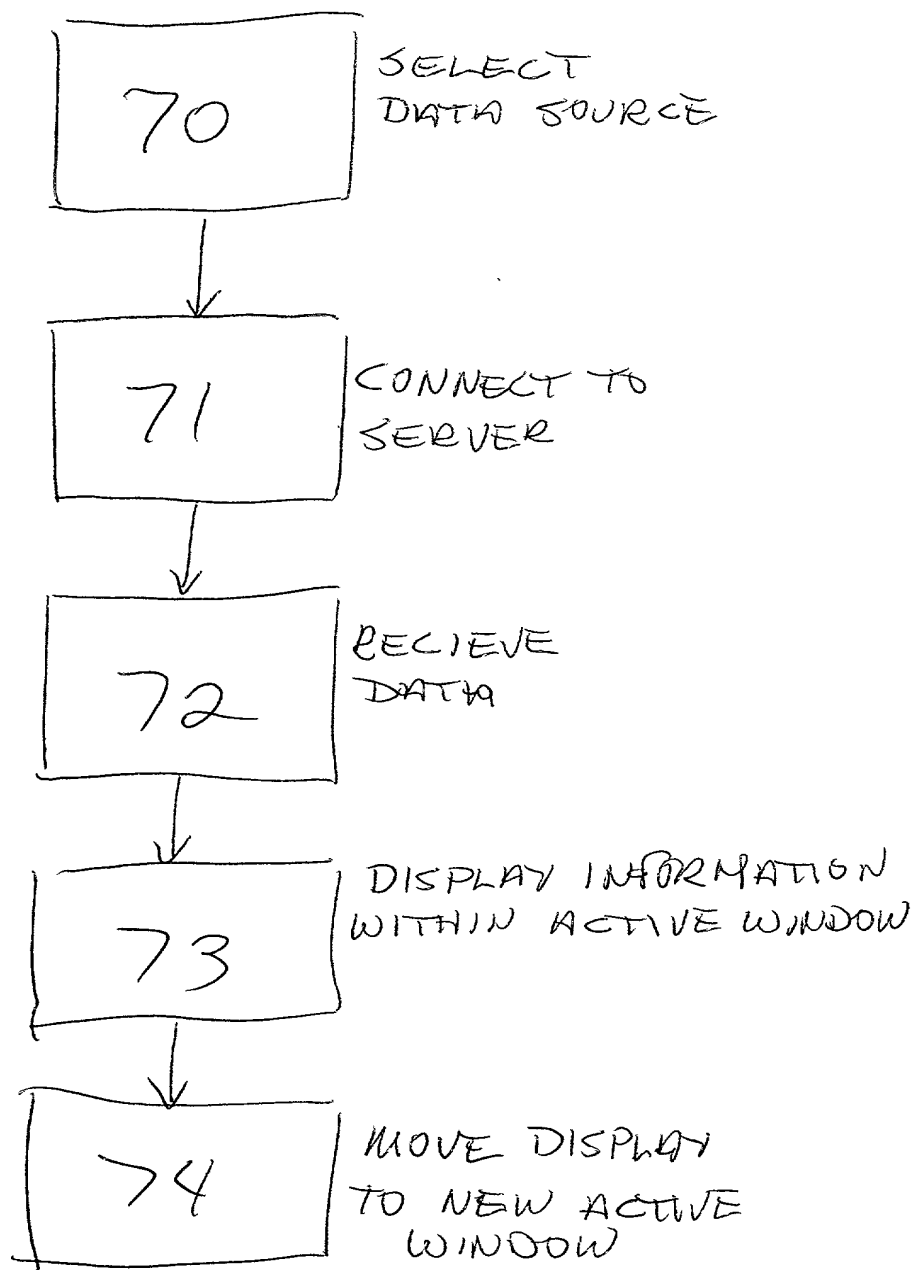 70
SELECT
DATA SOURCE
71
CONNECT TO
SERVER
72
RECIEVE
DATA
73
DISPLAY INFORMATION
WITHIN ACTIVE WINDOW
74
MOVE DISPLAY
TO NEW ACTIVE
WINDOW